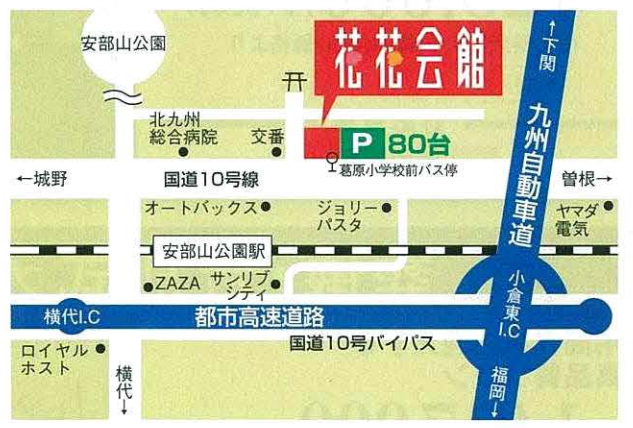 安部山公園
花花会館
↑下関
北九州
総合病院
交番
P 80台
葛原小学校前バス停
九州自動車道
←城野
国道10号線
曽根→
オートバックス
ジョリー
パスタ
ヤマダ
電気
安部山公園駅
ZAZA
サンリブ
シティ
小倉東
I.C
横代I.C
都市高速道路
国道10号バイパス
ロイヤル
ホスト
横代↓
福岡↓